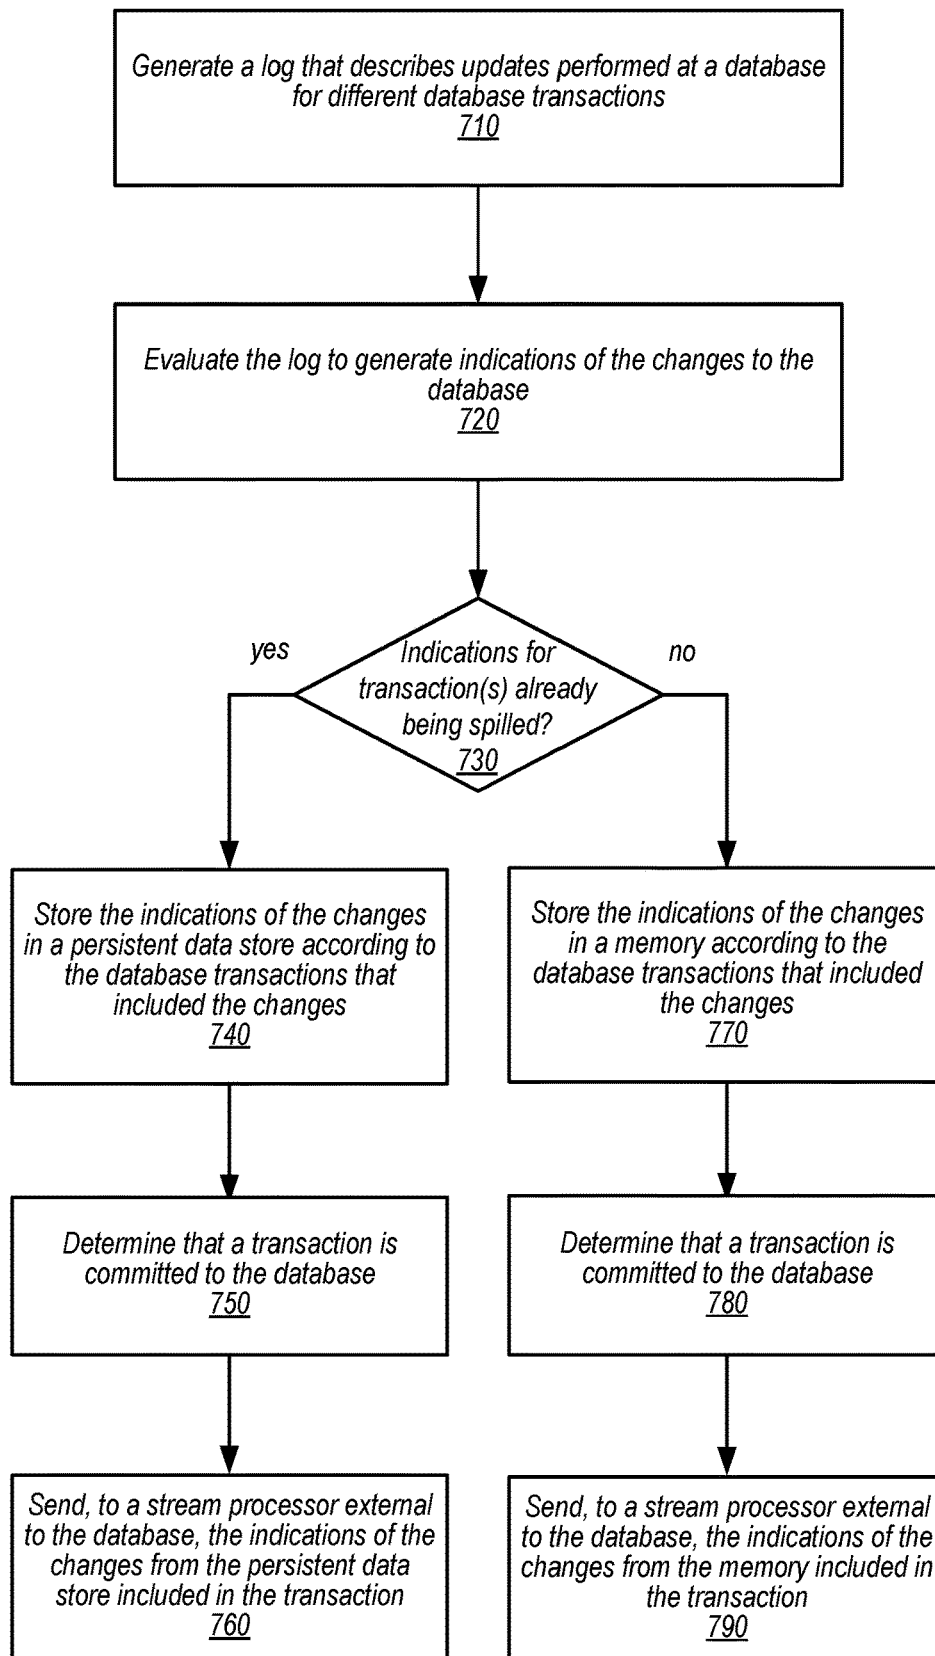 Generate a log that describes updates performed at a database
for different database transactions
710
Evaluate the log to generate indications of the changes to the
database
720
yes
Indications for
transaction(s) already
being spilled?
730
no
Store the indications of the changes
in a persistent data store according to
the database transactions that
included the changes
740
Store the indications of the changes
in a memory according to the
database transactions that included
the changes
770
Determine that a transaction is
committed to the database
750
Determine that a transaction is
committed to the database
780
Send, to a stream processor external
to the database, the indications of the
changes from the persistent data
store included in the transaction
760
Send, to a stream processor external
to the database, the indications of the
changes from the memory included in
the transaction
790